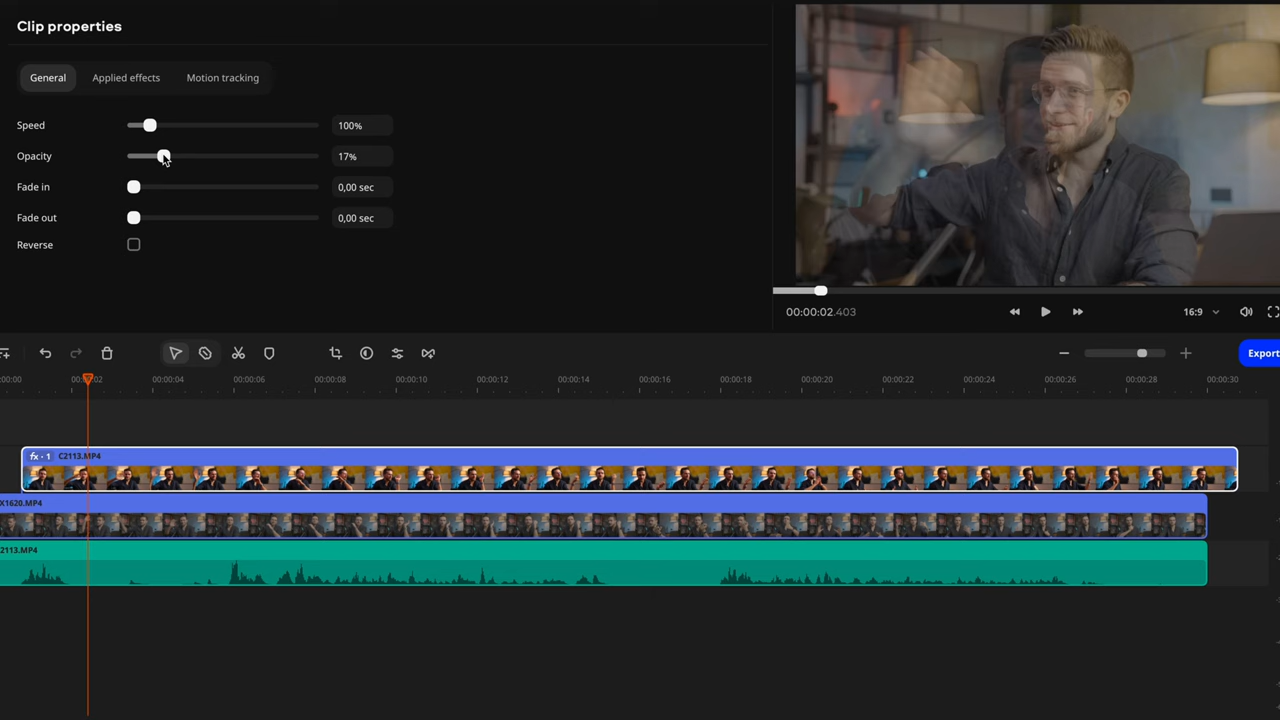 Clip properties
General Applied effects Motion tracking
Speed 100%
Opacity 17%
Fade in 0,00 sec
Fade out 0,00 sec
Reverse
00:00:02.403 16:9
Export
:00:00 00:00:02 00:00:04 00:00:06 00:00:08 00:00:10 00:00:12 00:00:14 00:00:16 00:00:18 00:00:20 00:00:22 00:00:24 00:00:26 00:00:28 00:00:30
fx · 1 C2113.MP4
X1620.MP4
2113.MP4